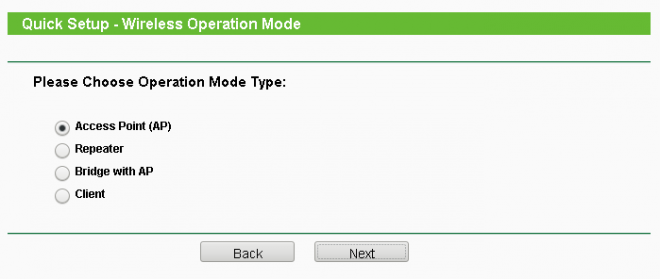 Quick Setup - Wireless Operation Mode
Please Choose Operation Mode Type:
Access Point (AP)
Repeater
Bridge with AP
Client
Back Next